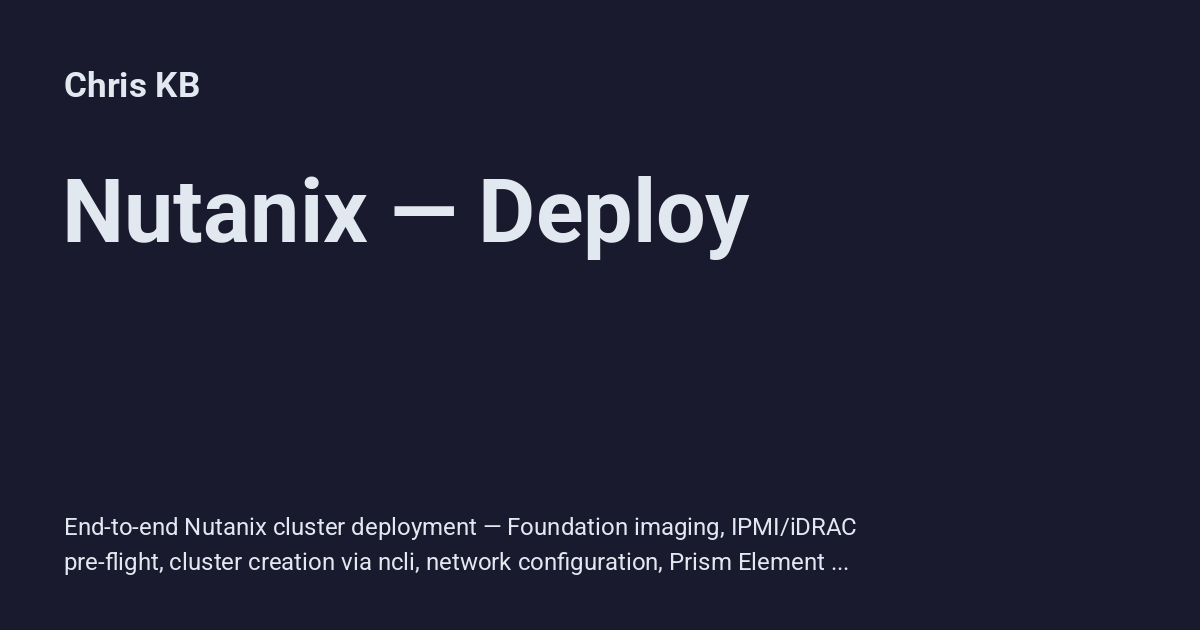 Chris KB
Nutanix — Deploy
End-to-end Nutanix cluster deployment — Foundation imaging, IPMI/iDRAC
pre-flight, cluster creation via ncli, network configuration, Prism Element ...